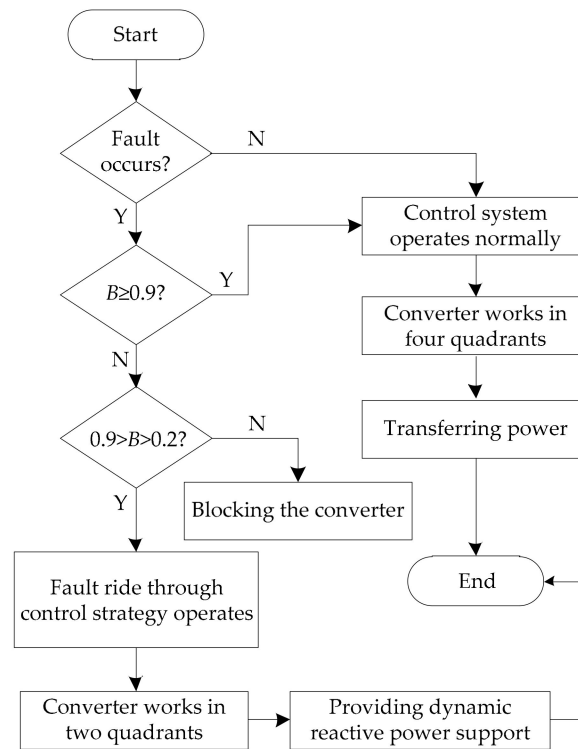 Start
Fault
occurs?
N
Y
Control system
operates normally
B≥0.9?
Y
N
Converter works in
four quadrants
0.9>B>0.2?
N
Y
Transferring power
Blocking the converter
Fault ride through
control strategy operates
End
Converter works in
two quadrants
Providing dynamic
reactive power support